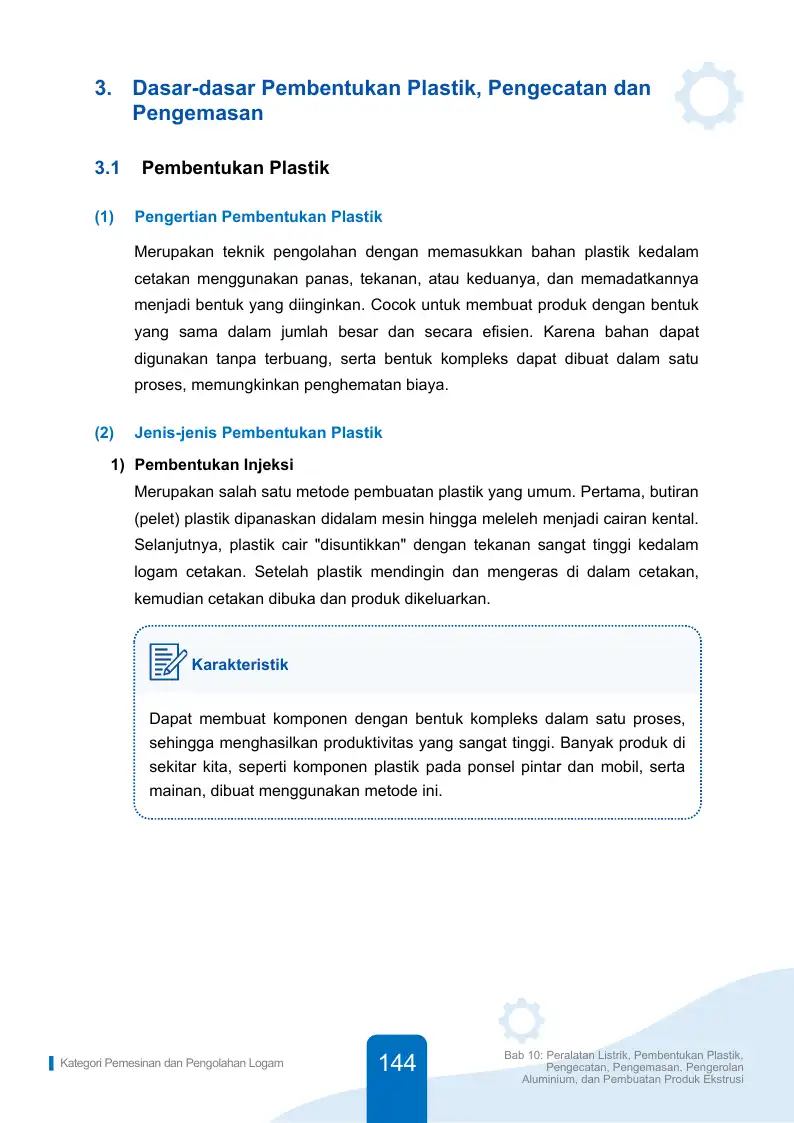 3. Dasar-dasar Pembentukan Plastik, Pengecatan dan
Pengemasan
3.1 Pembentukan Plastik
(1) Pengertian Pembentukan Plastik
Merupakan teknik pengolahan dengan memasukkan bahan plastik kedalam
cetakan menggunakan panas, tekanan, atau keduanya, dan memadatkannya
menjadi bentuk yang diinginkan. Cocok untuk membuat produk dengan bentuk
yang sama dalam jumlah besar dan secara efisien. Karena bahan dapat
digunakan tanpa terbuang, serta bentuk kompleks dapat dibuat dalam satu
proses, memungkinkan penghematan biaya.
(2) Jenis-jenis Pembentukan Plastik
1) Pembentukan Injeksi
Merupakan salah satu metode pembuatan plastik yang umum. Pertama, butiran
(pelet) plastik dipanaskan didalam mesin hingga meleleh menjadi cairan kental.
Selanjutnya, plastik cair "disuntikkan" dengan tekanan sangat tinggi kedalam
logam cetakan. Setelah plastik mendingin dan mengeras di dalam cetakan,
kemudian cetakan dibuka dan produk dikeluarkan.
Karakteristik
Dapat membuat komponen dengan bentuk kompleks dalam satu proses,
sehingga menghasilkan produktivitas yang sangat tinggi. Banyak produk di
sekitar kita, seperti komponen plastik pada ponsel pintar dan mobil, serta
mainan, dibuat menggunakan metode ini.
Kategori Pemesinan dan Pengolahan Logam
144
Bab 10: Peralatan Listrik, Pembentukan Plastik,
Pengecatan, Pengemasan, Pengerolan
Aluminium, dan Pembuatan Produk Ekstrusi